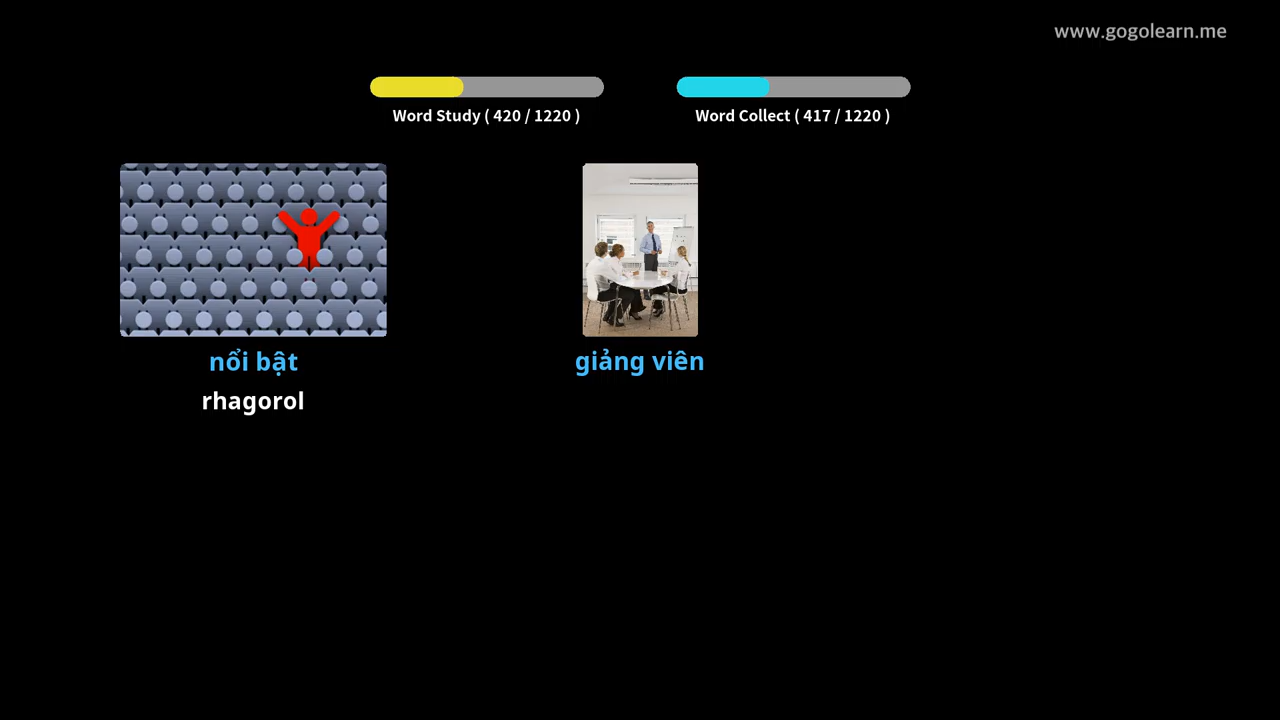 www.gogolearn.me
Word Study ( 420 / 1220 )
Word Collect ( 417 / 1220 )
nổi bật
giảng viên
rhagorol